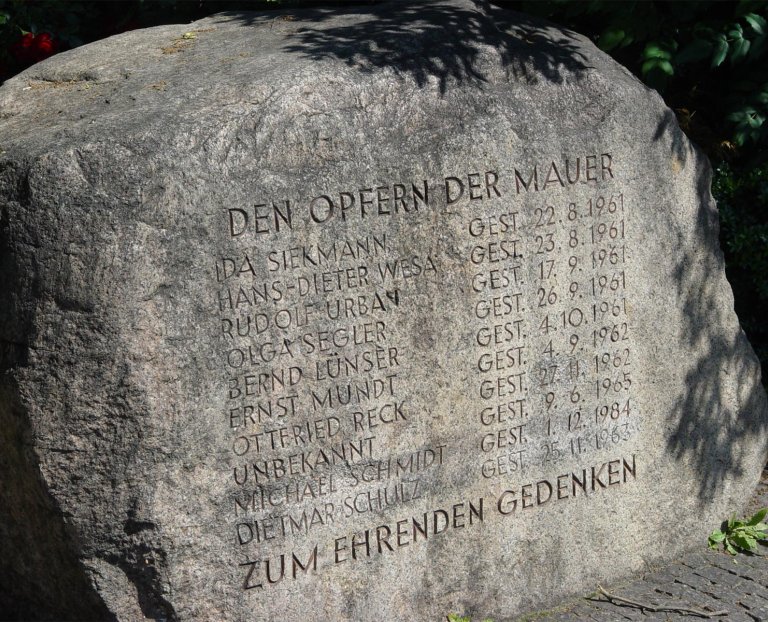 DEN OPFERN DER MAUER
IDA SIEKMANN GEST. 22. 8. 1961
HANS-DIETER WESA GEST. 23. 8. 1961
RUDOLF URBAN GEST. 17. 9. 1961
OLGA SEGLER GEST. 26. 9. 1961
BERND LÜNSER GEST. 4. 10. 1961
ERNST MUNDT GEST. 4. 9. 1962
OTTFRIED RECK GEST. 27. 11. 1962
UNBEKANNT GEST. 9. 6. 1965
MICHAEL SCHMIDT GEST. 1. 12. 1984
DIETMAR SCHULZ GEST. 25. 11. 1963
ZUM EHRENDEN GEDENKEN